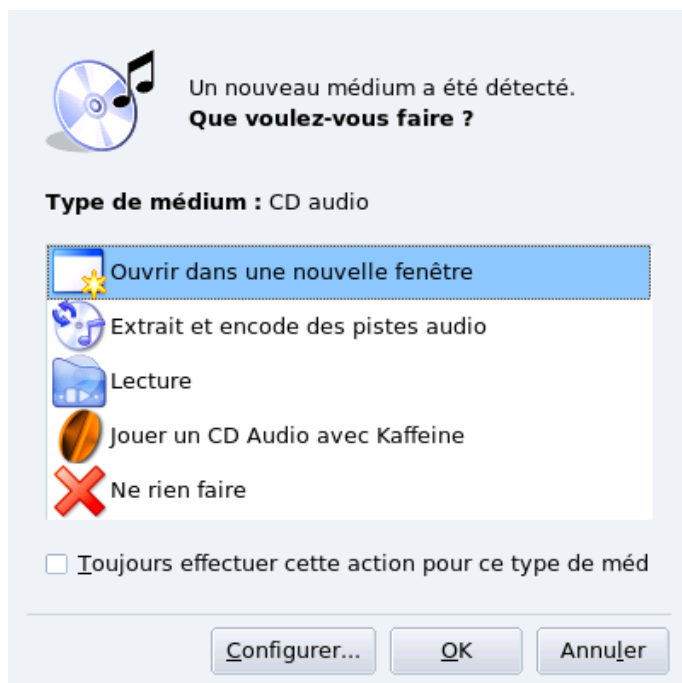 Un nouveau médium a été détecté.
Que voulez-vous faire ?
Type de médium : CD audio
Ouvrir dans une nouvelle fenêtre
Extrait et encode des pistes audio
Lecture
Jouer un CD Audio avec Kaffeine
Ne rien faire
Toujours effectuer cette action pour ce type de méd
Configurer... OK Annuler